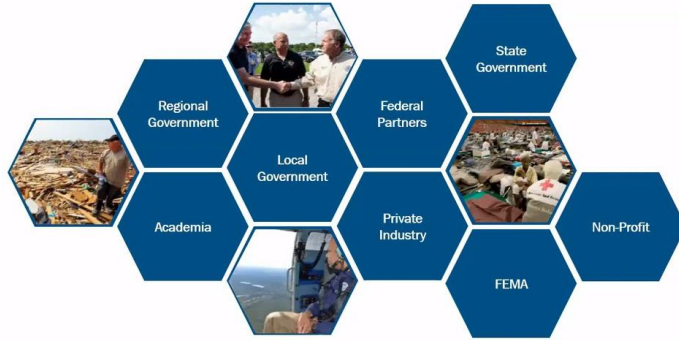 State
Government
Regional
Government
Federal
Partners
Local
Government
Academia
Private
Industry
Non-Profit
FEMA